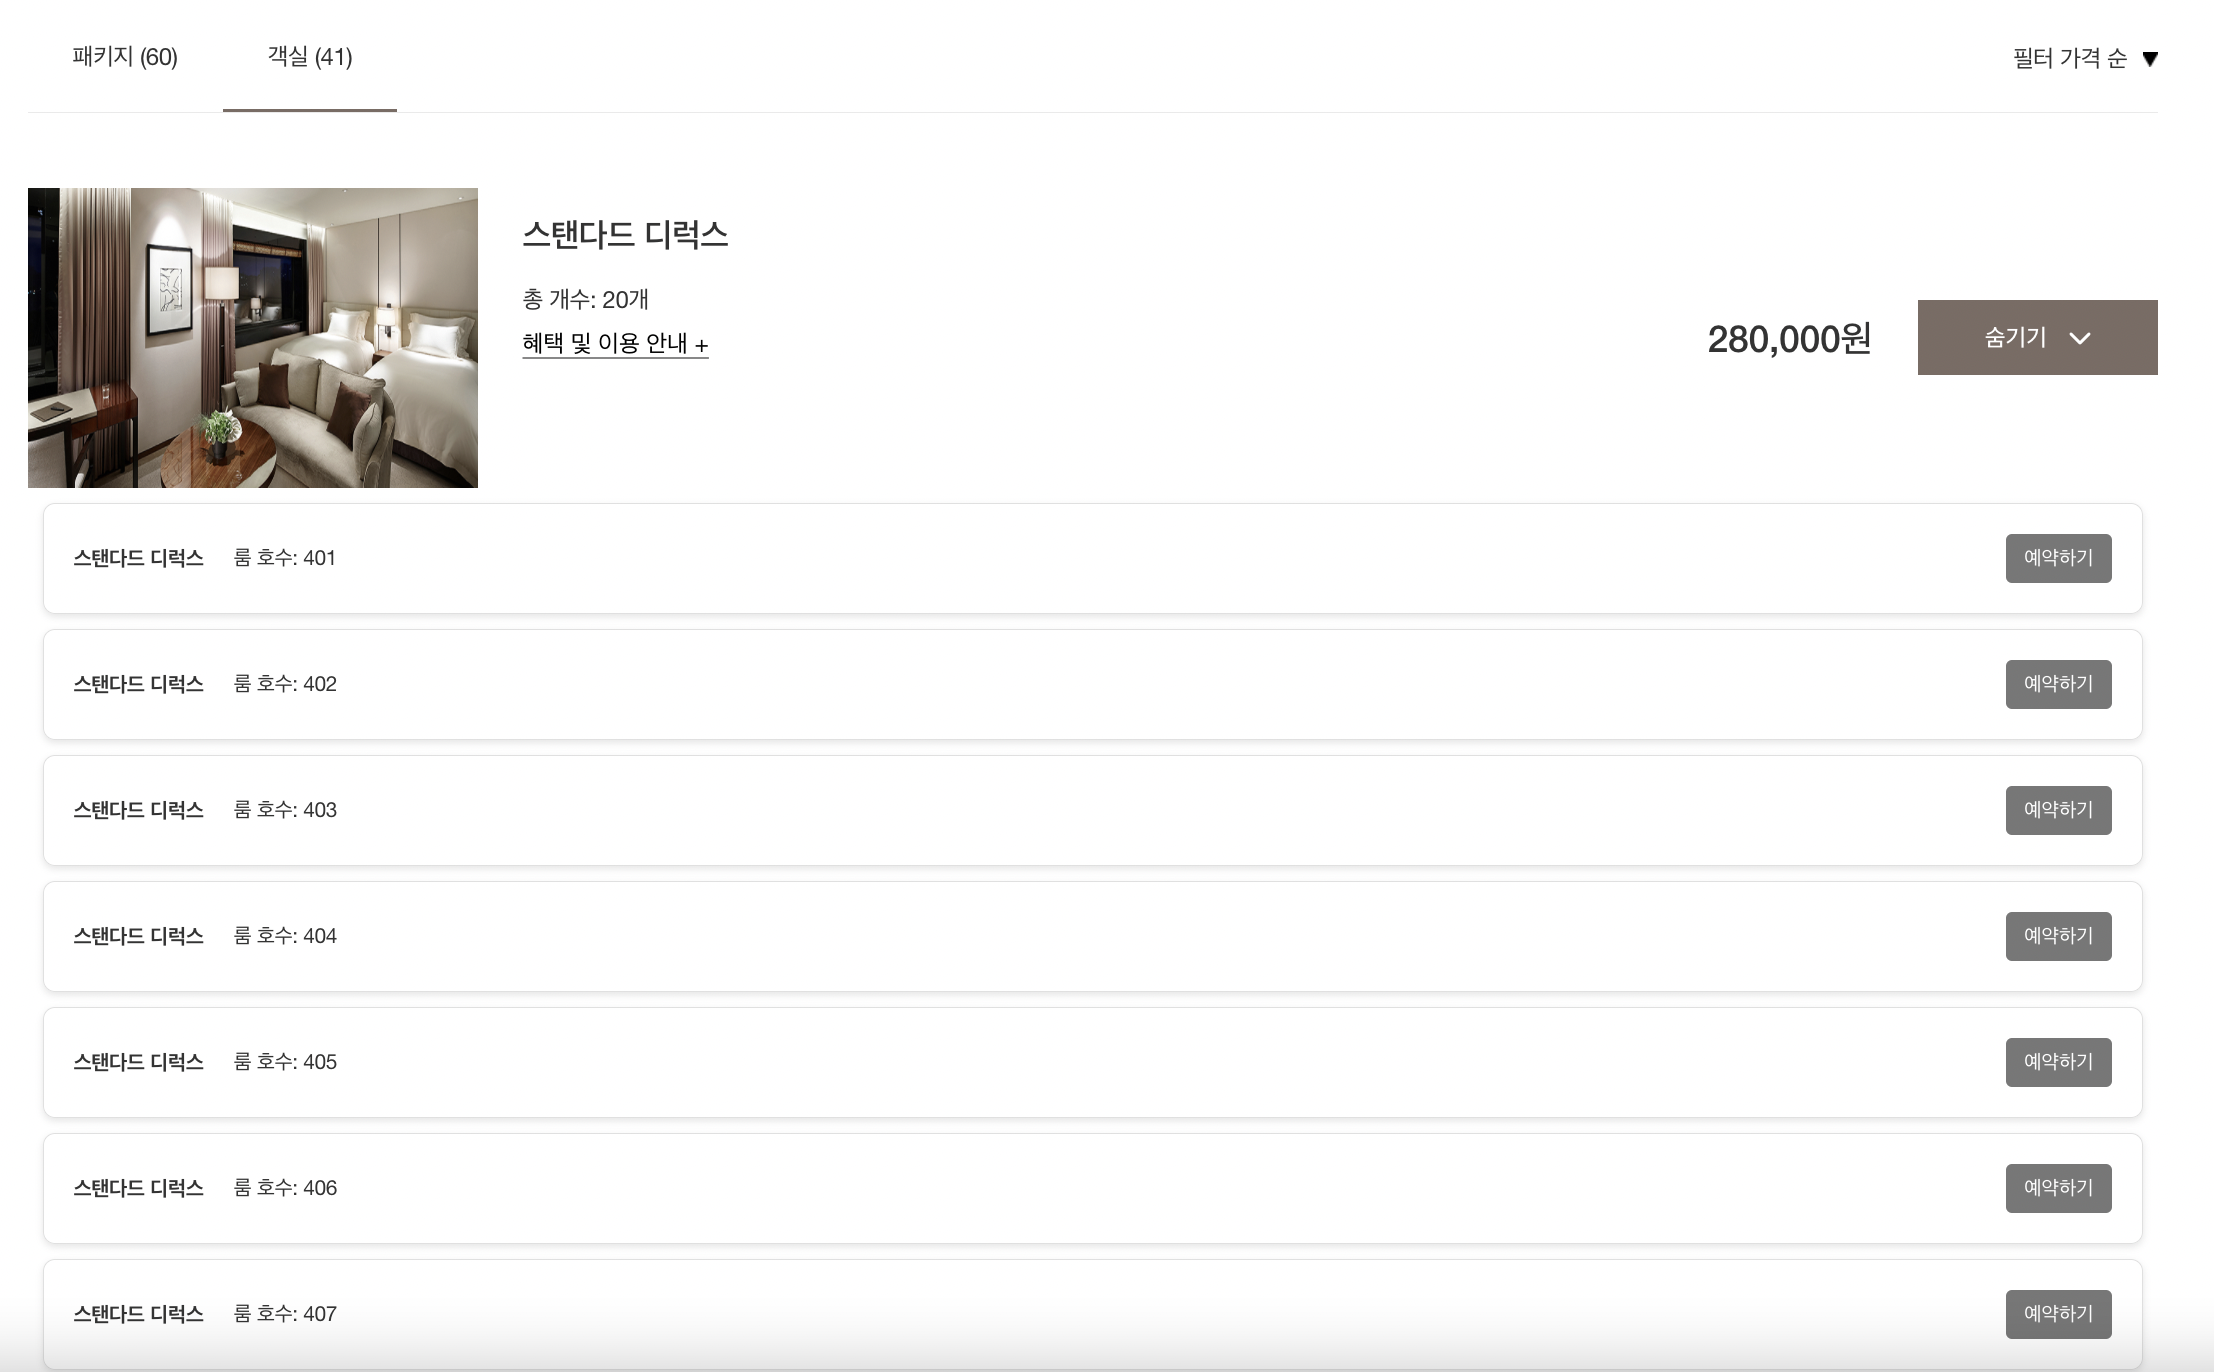 패키지 (60)
객실 (41)
필터 가격 순 ▼
스탠다드 디럭스
총 개수: 20개
혜택 및 이용 안내 +
280,000원
숨기기
스탠다드 디럭스 룸 호수: 401 예약하기
스탠다드 디럭스 룸 호수: 402 예약하기
스탠다드 디럭스 룸 호수: 403 예약하기
스탠다드 디럭스 룸 호수: 404 예약하기
스탠다드 디럭스 룸 호수: 405 예약하기
스탠다드 디럭스 룸 호수: 406 예약하기
스탠다드 디럭스 룸 호수: 407 예약하기